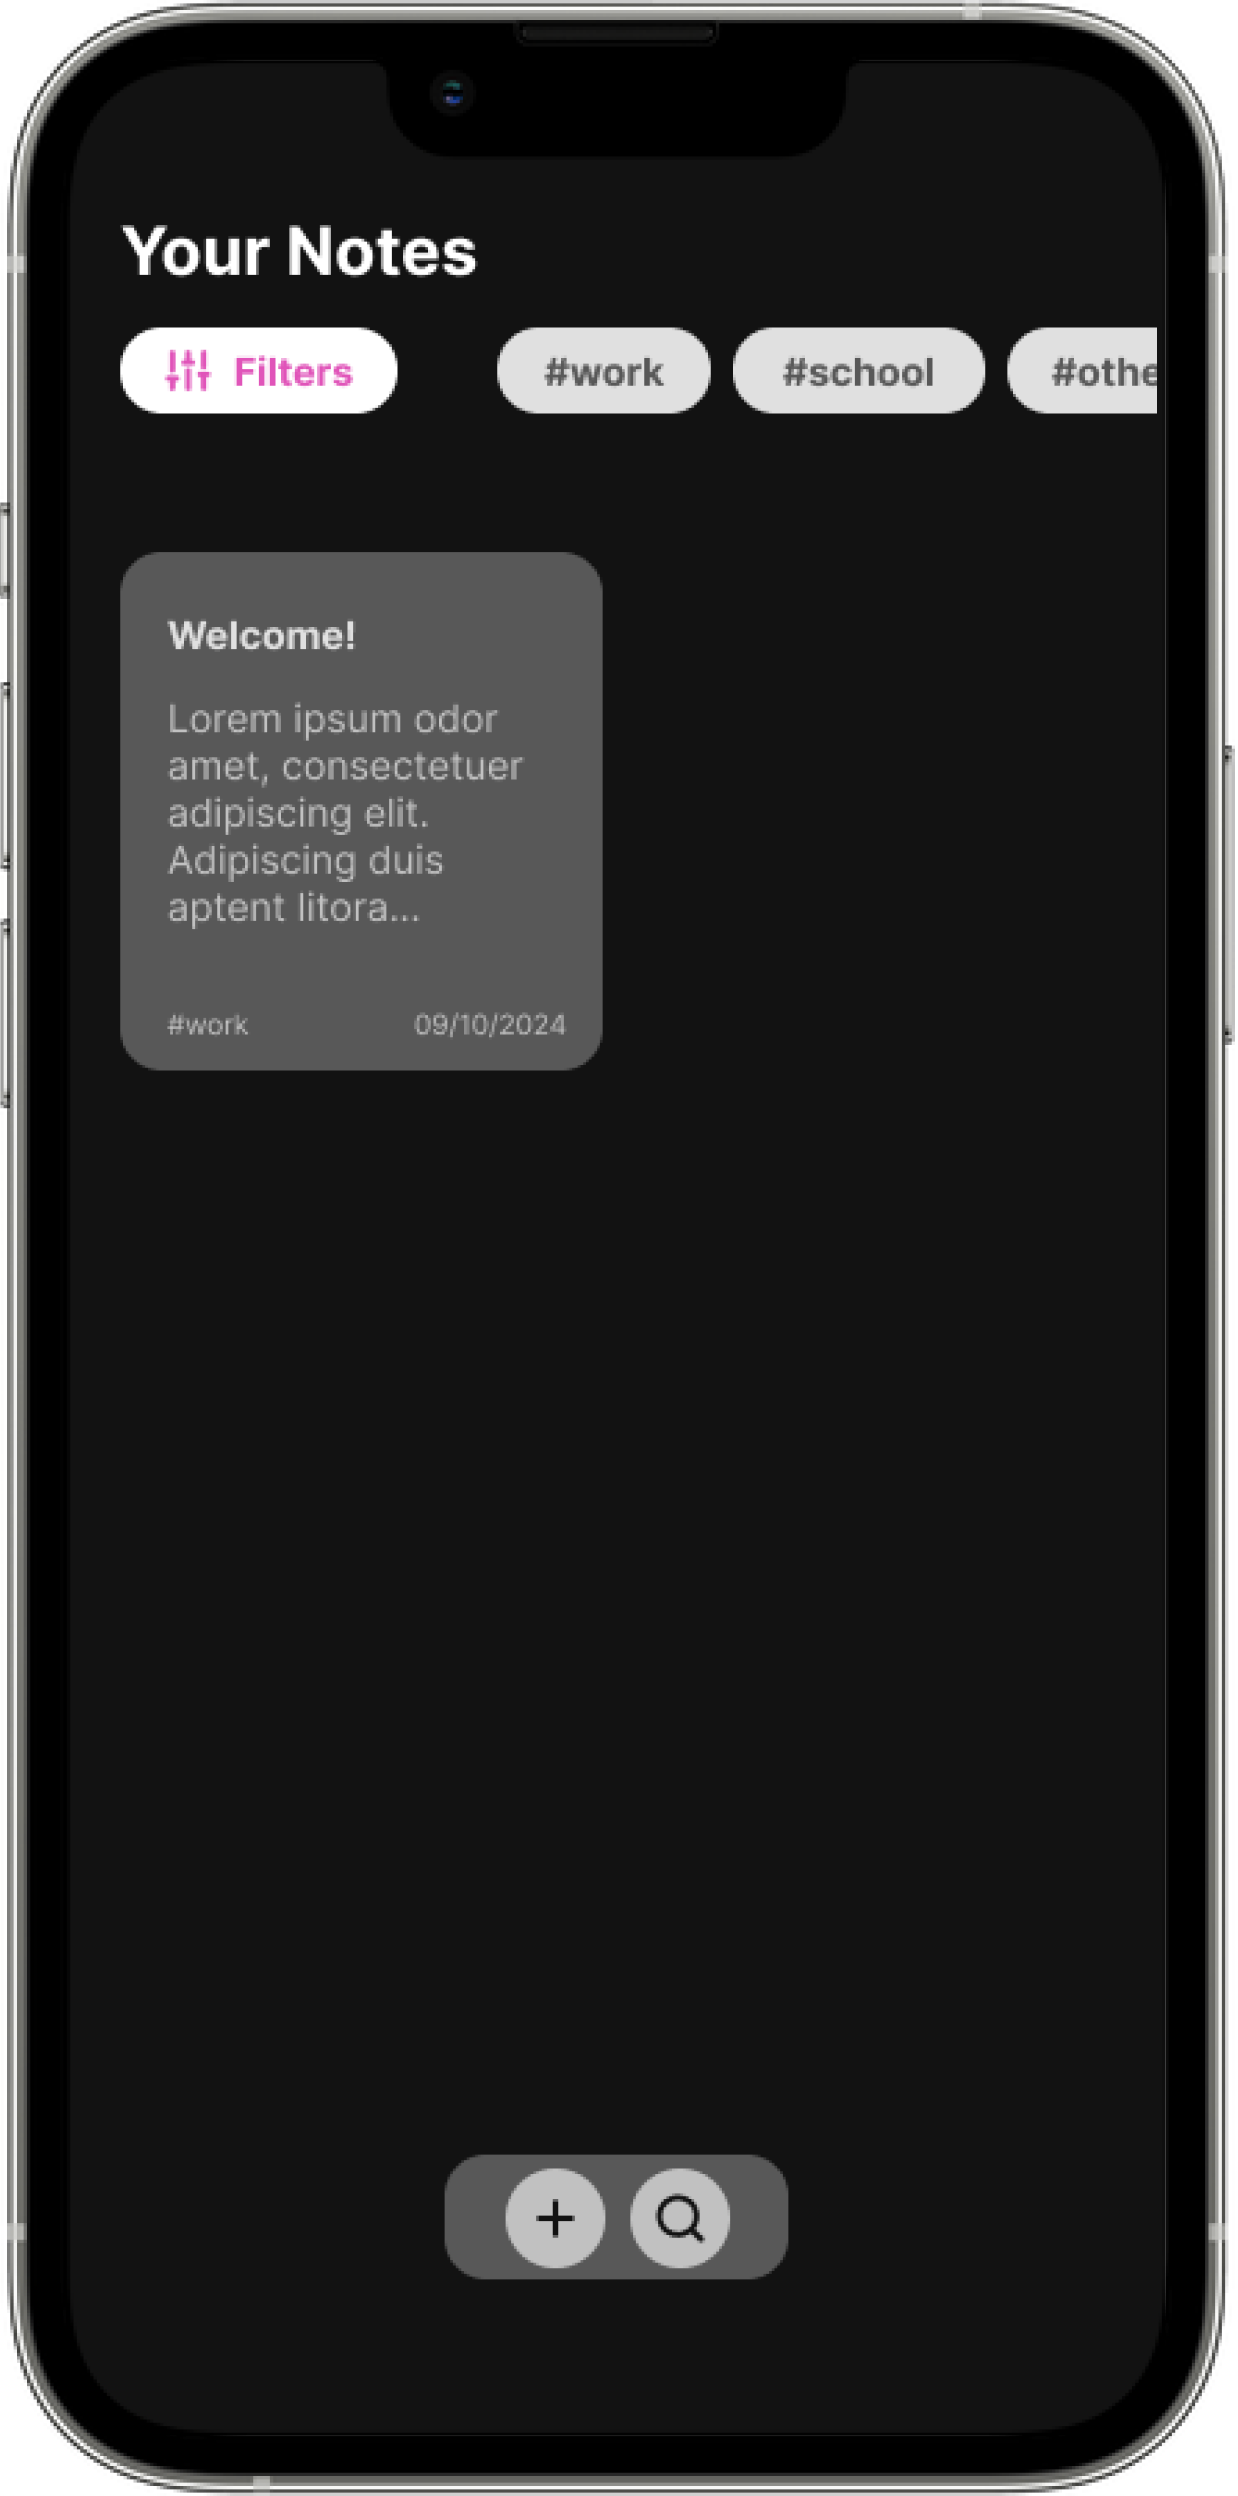 Your Notes
Filters #work #school #othe
Welcome!
Lorem ipsum odor
amet, consectetuer
adipiscing elit.
Adipiscing duis
aptent litora...
#work 09/10/2024